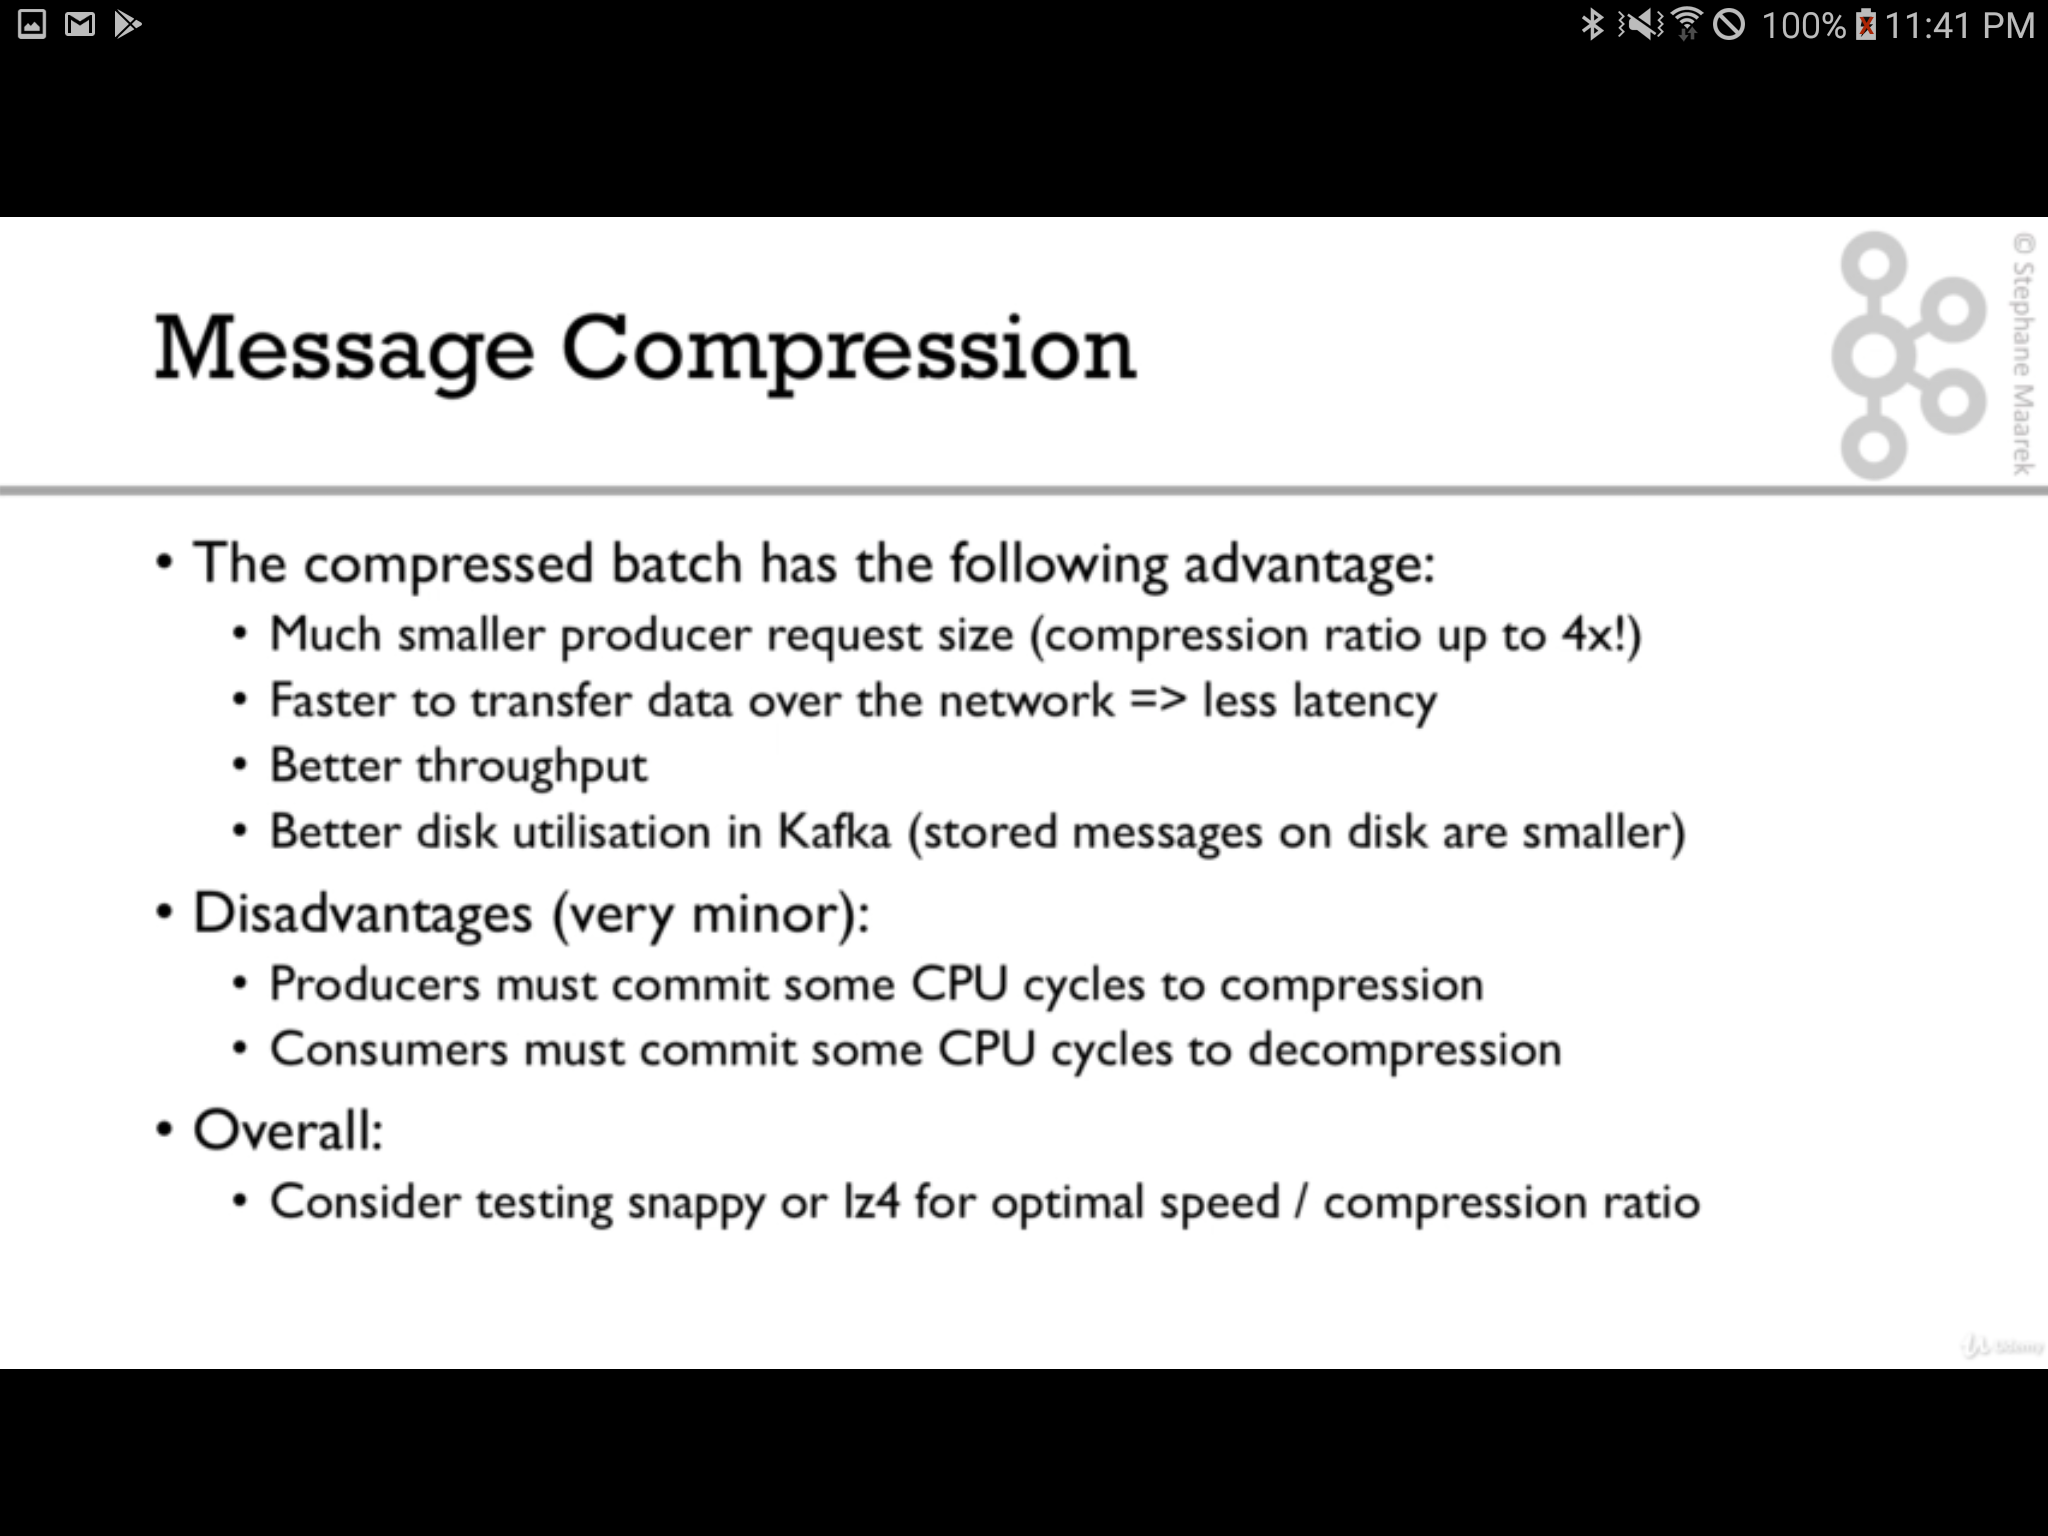 100% 11:41 PM
© Stephane Maarek
Message Compression
• The compressed batch has the following advantage:
• Much smaller producer request size (compression ratio up to 4x!)
• Faster to transfer data over the network => less latency
• Better throughput
• Better disk utilisation in Kafka (stored messages on disk are smaller)
• Disadvantages (very minor):
• Producers must commit some CPU cycles to compression
• Consumers must commit some CPU cycles to decompression
• Overall:
• Consider testing snappy or lz4 for optimal speed / compression ratio
Udemy